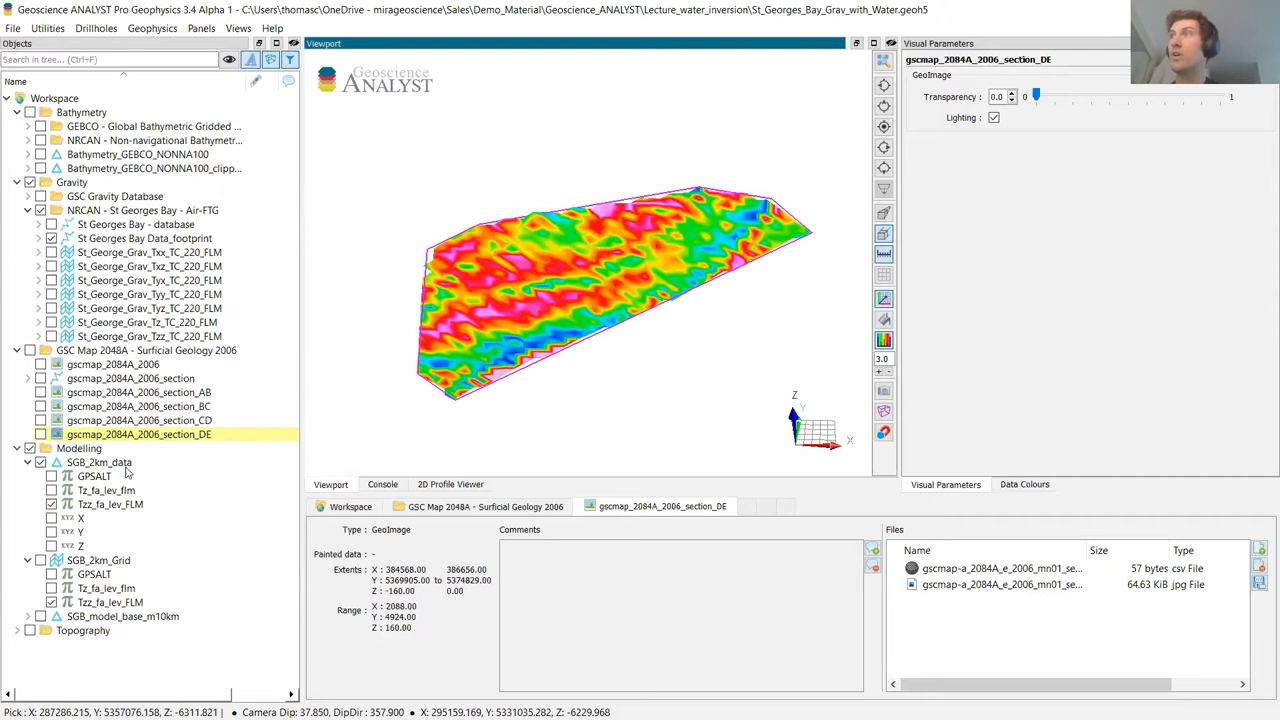 Geoscience ANALYST Pro Geophysics 3.4 Alpha 1 - C:\Users\thomasc\OneDrive - mirageoscience\Sales\Demo_Material\Geoscience_ANALYST\Lecture_water_inversion\St_Georges_Bay_Grav_with_Water.geoh5
File Utilities Drillholes Geophysics Panels Views Help
Objects
Search in tree... (Ctrl+F)
Name
Workspace
Bathymetry
GEBCO - Global Bathymetric Gridded ...
NRCAN - Non-navigational Bathymetr...
Bathymetry_GEBCO_NONNA100
Bathymetry_GEBCO_NONNA100_clipp...
Gravity
GSC Gravity Database
NRCAN - St Georges Bay - Air-FTG
St Georges Bay - database
St Georges Bay Data_footprint
St_George_Grav_Txx_TC_220_FLM
St_George_Grav_Txz_TC_220_FLM
St_George_Grav_Tyx_TC_220_FLM
St_George_Grav_Tyy_TC_220_FLM
St_George_Grav_Tyz_TC_220_FLM
St_George_Grav_Tz_TC_220_FLM
St_George_Grav_Tzz_TC_220_FLM
GSC Map 2048A - Surficial Geology 2006
gscmap_2084A_2006
gscmap_2084A_2006_section
gscmap_2084A_2006_section_AB
gscmap_2084A_2006_section_BC
gscmap_2084A_2006_section_CD
gscmap_2084A_2006_section_DE
Modelling
SGB_2km_data
GPSALT
Tz_fa_lev_flm
Tzz_fa_lev_FLM
XYZ X
XYZ Y
XYZ Z
SGB_2km_Grid
GPSALT
Tz_fa_lev_flm
Tzz_fa_lev_FLM
SGB_model_base_m10km
Topography
Viewport
Geoscience
ANALYST
Z
Y
X
3.0
Viewport Console 2D Profile Viewer
Workspace GSC Map 2048A - Surficial Geology 2006 gscmap_2084A_2006_section_DE
Type : GeoImage
Painted data : -
Extents : X : 384568.00 386656.00
Y : 5369905.00 to 5374829.00
Z : -160.00 0.00
Range : X : 2088.00
Y : 4924.00
Z : 160.00
Comments
Files
Name Size Type
gscmap-a_2084A_e_2006_mn01_se... 57 bytes csv File
gscmap-a_2084A_e_2006_mn01_se... 64.63 KiB jpg File
Visual Parameters
gscmap_2084A_2006_section_DE
GeoImage
Transparency : 0.0 0 1
Lighting :
Visual Parameters Data Colours
Pick : X: 287286.215, Y: 5357076.158, Z: -6311.821 | Camera Dip: 37.850, DipDir : 357.900 | X: 295159.169, Y: 5331035.282, Z: -6229.968